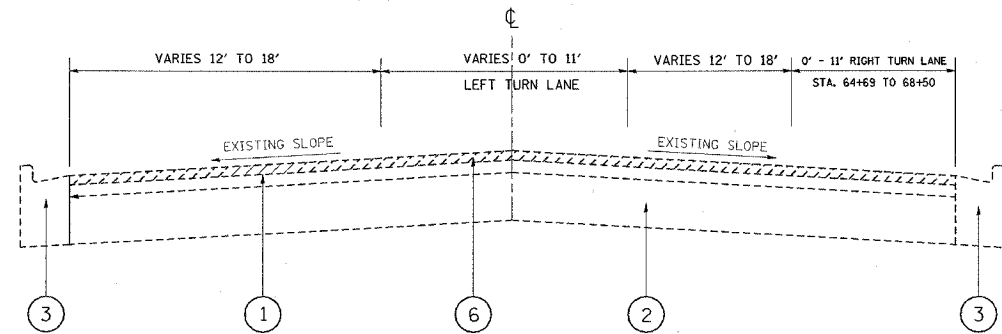 ℄
VARIES 12' TO 18'
VARIES 0' TO 11'
LEFT TURN LANE
VARIES 12' TO 18'
0' - 11' RIGHT TURN LANE
STA. 64+69 TO 68+50
EXISTING SLOPE
EXISTING SLOPE
3
1
6
2
3